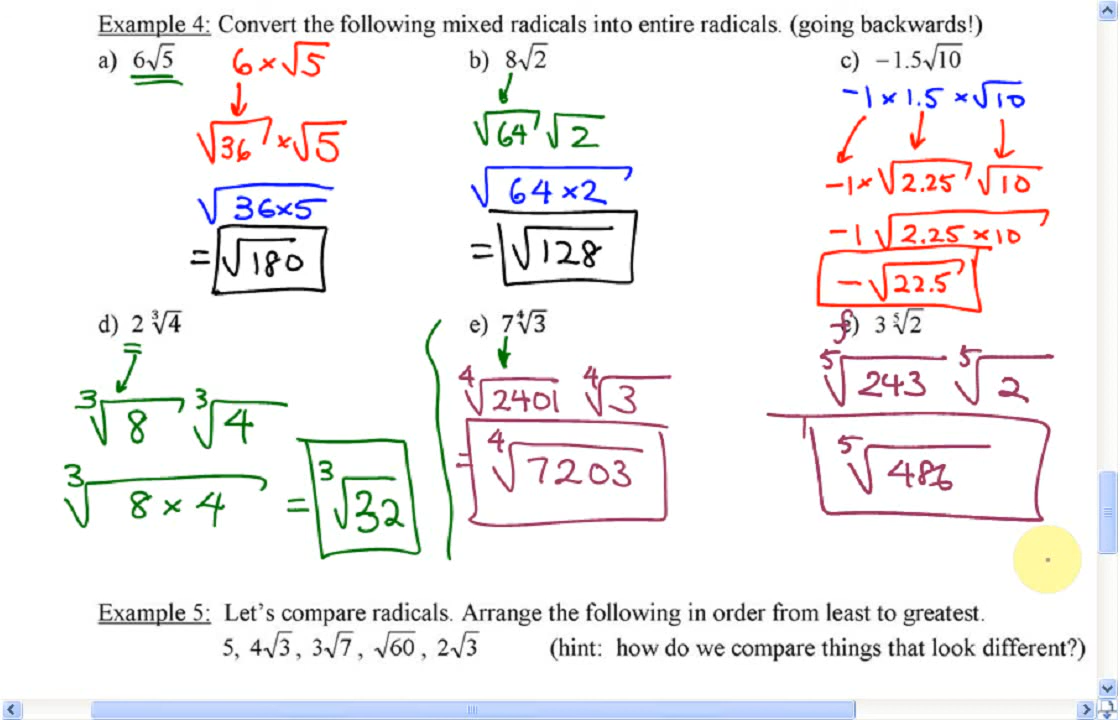 Example 4: Convert the following mixed radicals into entire radicals. (going backwards!)
a) 6√5
6 × √5
√36 × √5
√36×5
= √180
b) 8√2
√64 √2
√64 × 2
= √128
c) −1.5√10
-1 × 1.5 × √10
-1 × √2.25 √10
-1 √2.25 × 10
-√22.5
d) 2 ∛4
∛8 ∛4
∛8 × 4 = ∛32
e) 7∜3
∜2401 ∜3
= ∜7203
f) 3 ⁵√2
⁵√243 ⁵√2
⁵√486
Example 5: Let's compare radicals. Arrange the following in order from least to greatest.
5, 4√3, 3√7, √60, 2√3 (hint: how do we compare things that look different?)